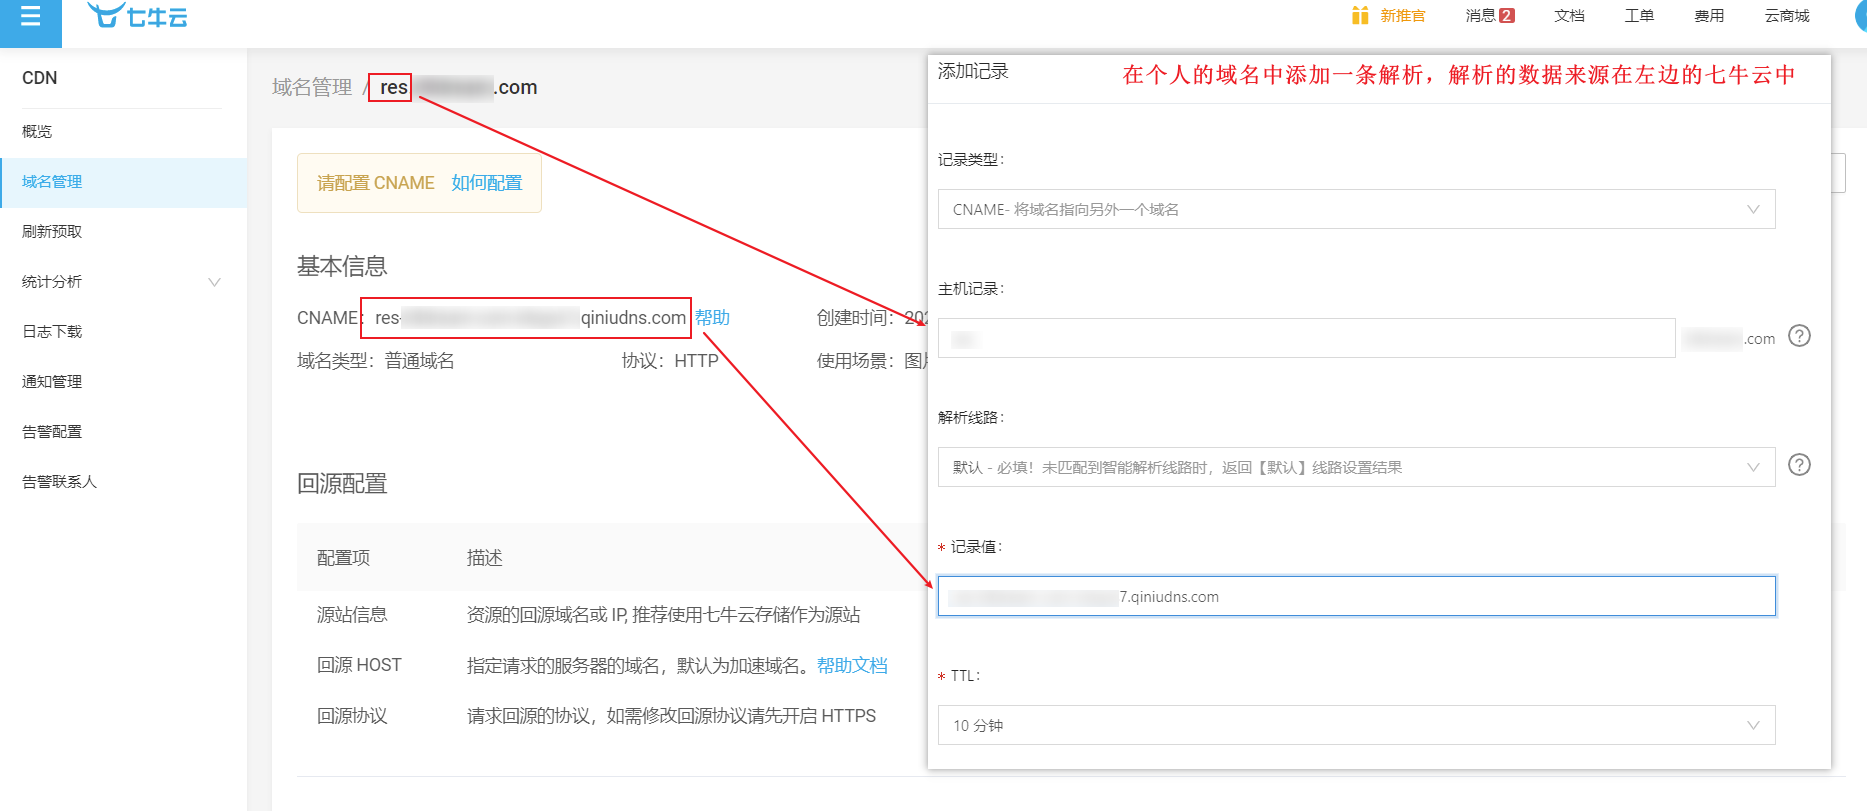 七牛云
新推官
消息 2
文档
工单
费用
云商城
CDN
概览
域名管理
刷新预取
统计分析
日志下载
通知管理
告警配置
告警联系人
域名管理 / res .com
请配置 CNAME 如何配置
基本信息
CNAME: res- qiniudns.com 帮助
创建时间: 202
域名类型: 普通域名
协议: HTTP
使用场景: 图片
回源配置
配置项 描述
源站信息 资源的回源域名或 IP, 推荐使用七牛云存储作为源站
回源 HOST 指定请求的服务器的域名，默认为加速域名。帮助文档
回源协议 请求回源的协议，如需修改回源协议请先开启 HTTPS
添加记录
在个人的域名中添加一条解析，解析的数据来源在左边的七牛云中
记录类型:
CNAME- 将域名指向另外一个域名
主机记录:
.com
解析线路:
默认 - 必填！未匹配到智能解析线路时，返回【默认】线路设置结果
* 记录值:
7.qiniudns.com
* TTL:
10 分钟